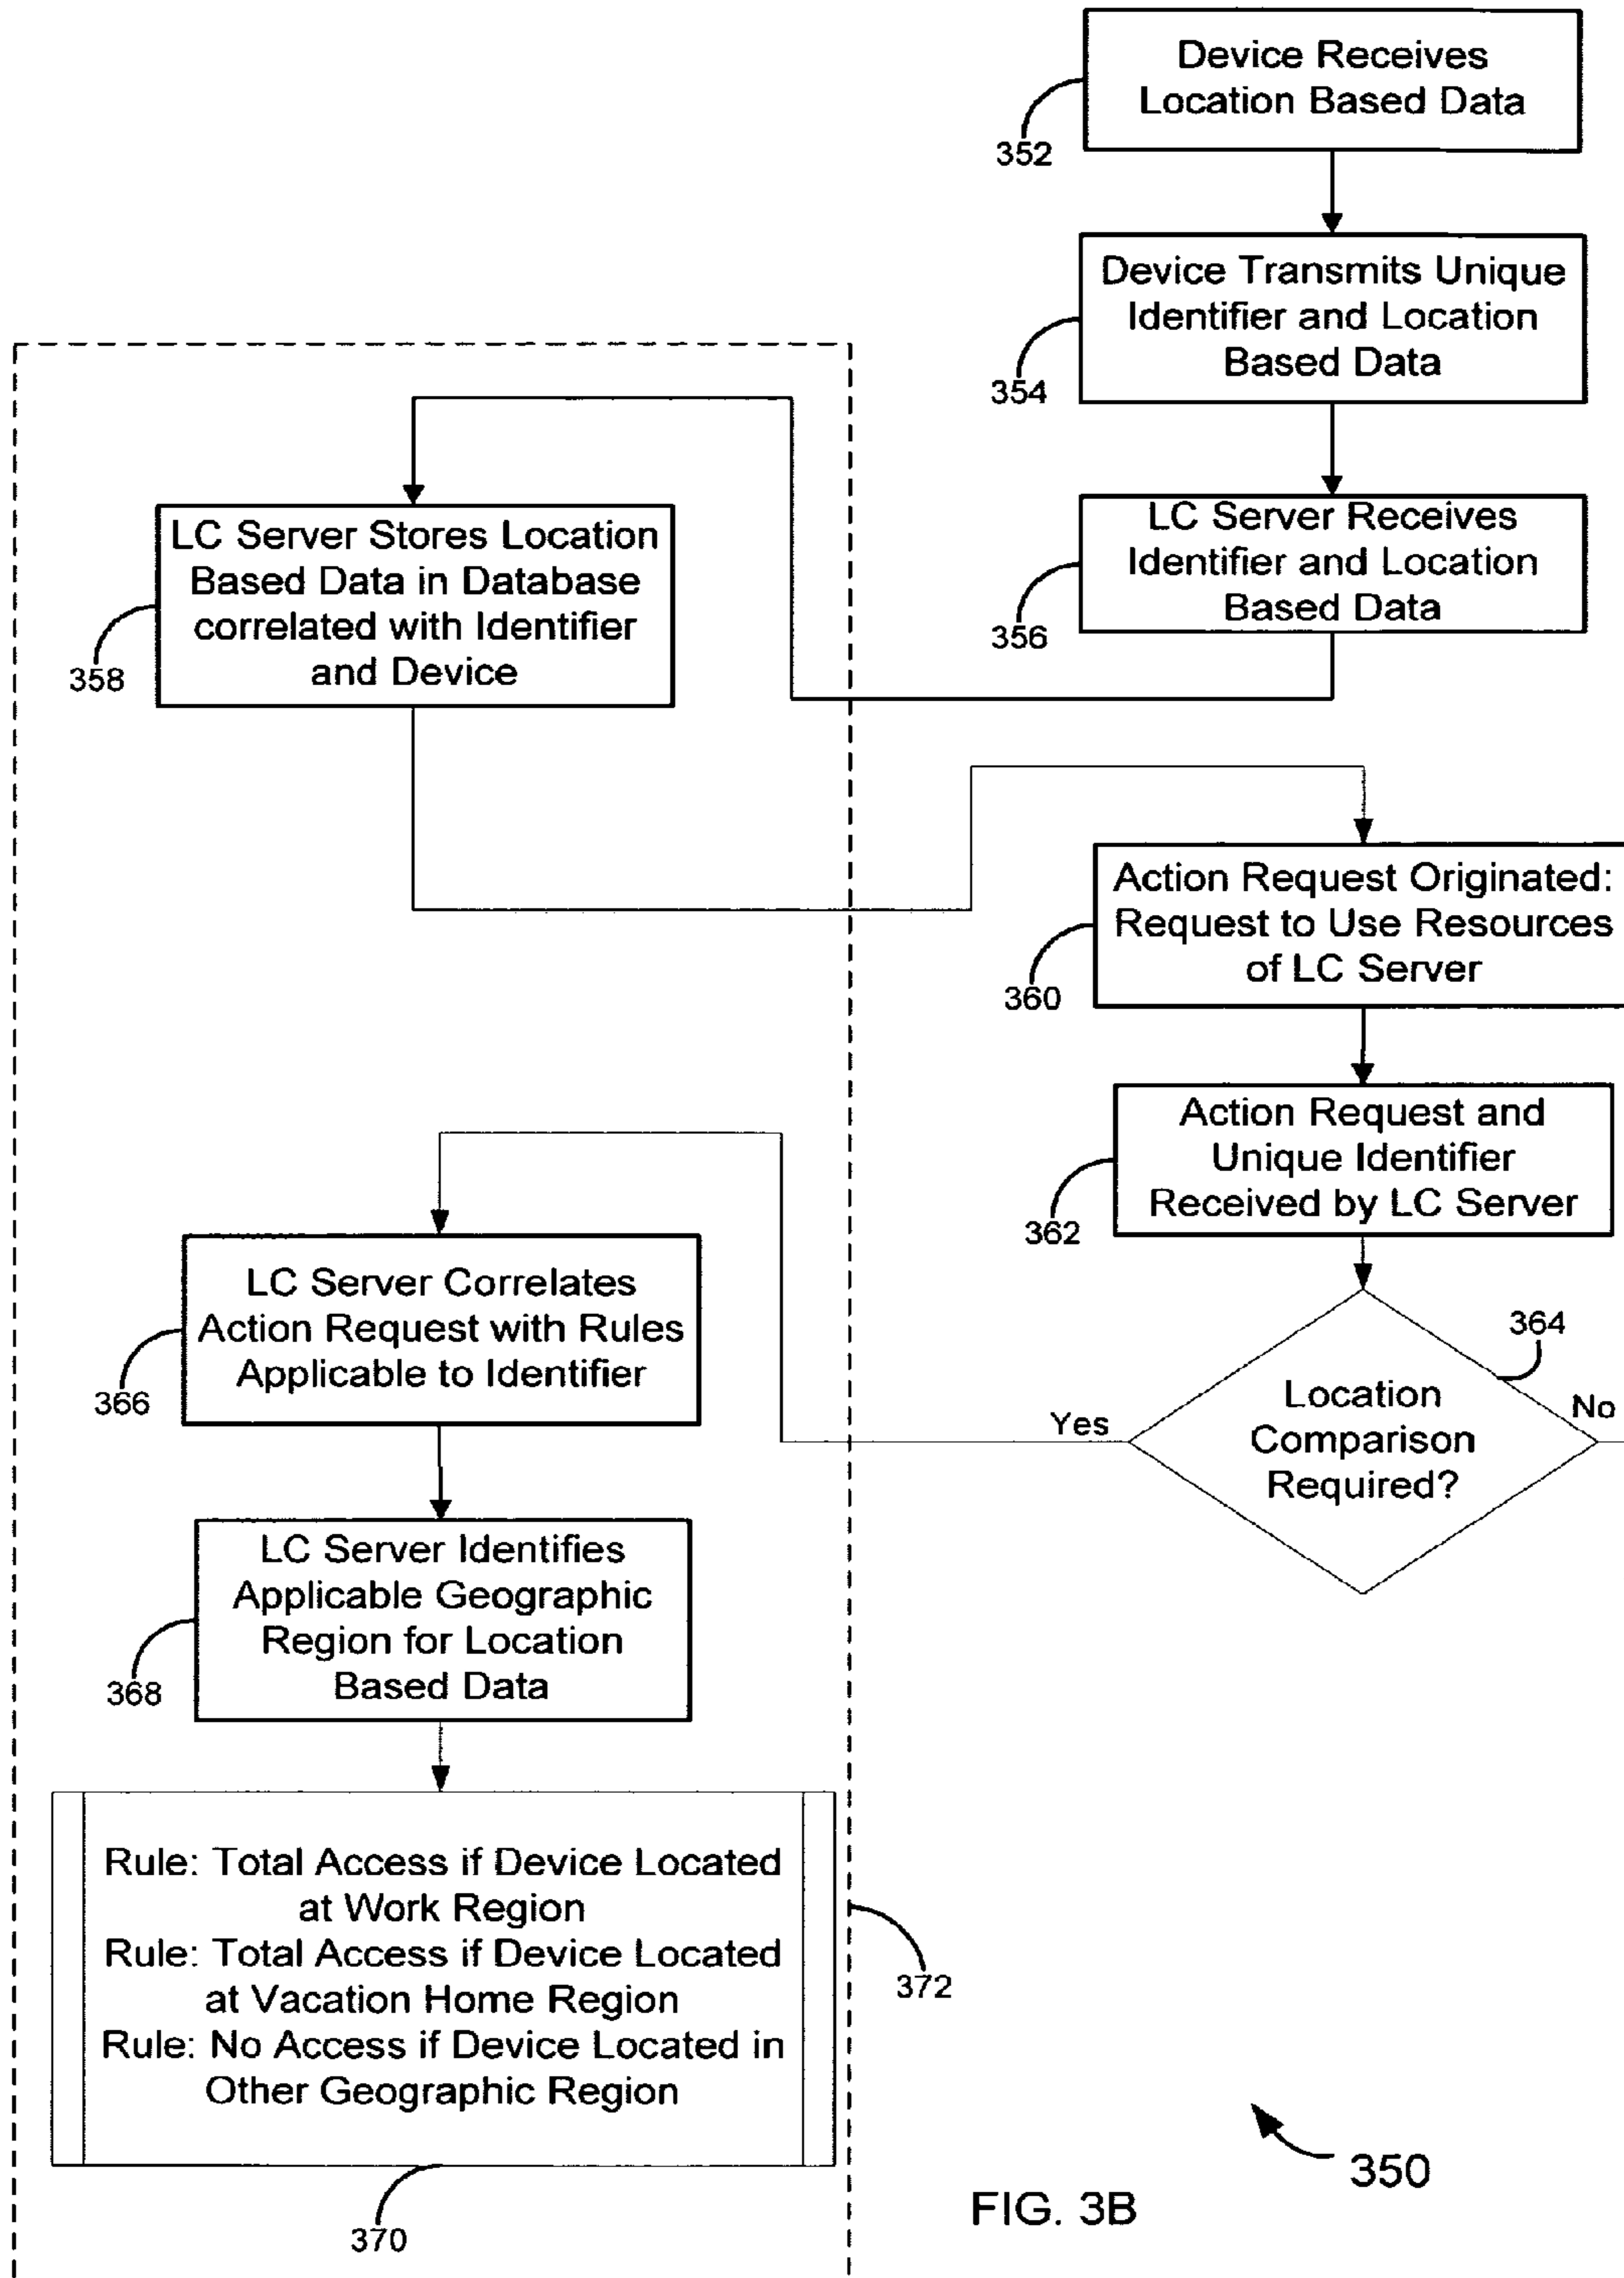 Device Receives
Location Based Data
352
Device Transmits Unique
Identifier and Location
Based Data
354
LC Server Receives
Identifier and Location
Based Data
356
LC Server Stores Location
Based Data in Database
correlated with Identifier
and Device
358
Action Request Originated:
Request to Use Resources
of LC Server
360
Action Request and
Unique Identifier
Received by LC Server
362
364
Location
Comparison
Required?
Yes
No
LC Server Correlates
Action Request with Rules
Applicable to Identifier
366
LC Server Identifies
Applicable Geographic
Region for Location
Based Data
368
Rule: Total Access if Device Located
at Work Region
Rule: Total Access if Device Located
at Vacation Home Region
Rule: No Access if Device Located in
Other Geographic Region
370
372
350
FIG. 3B